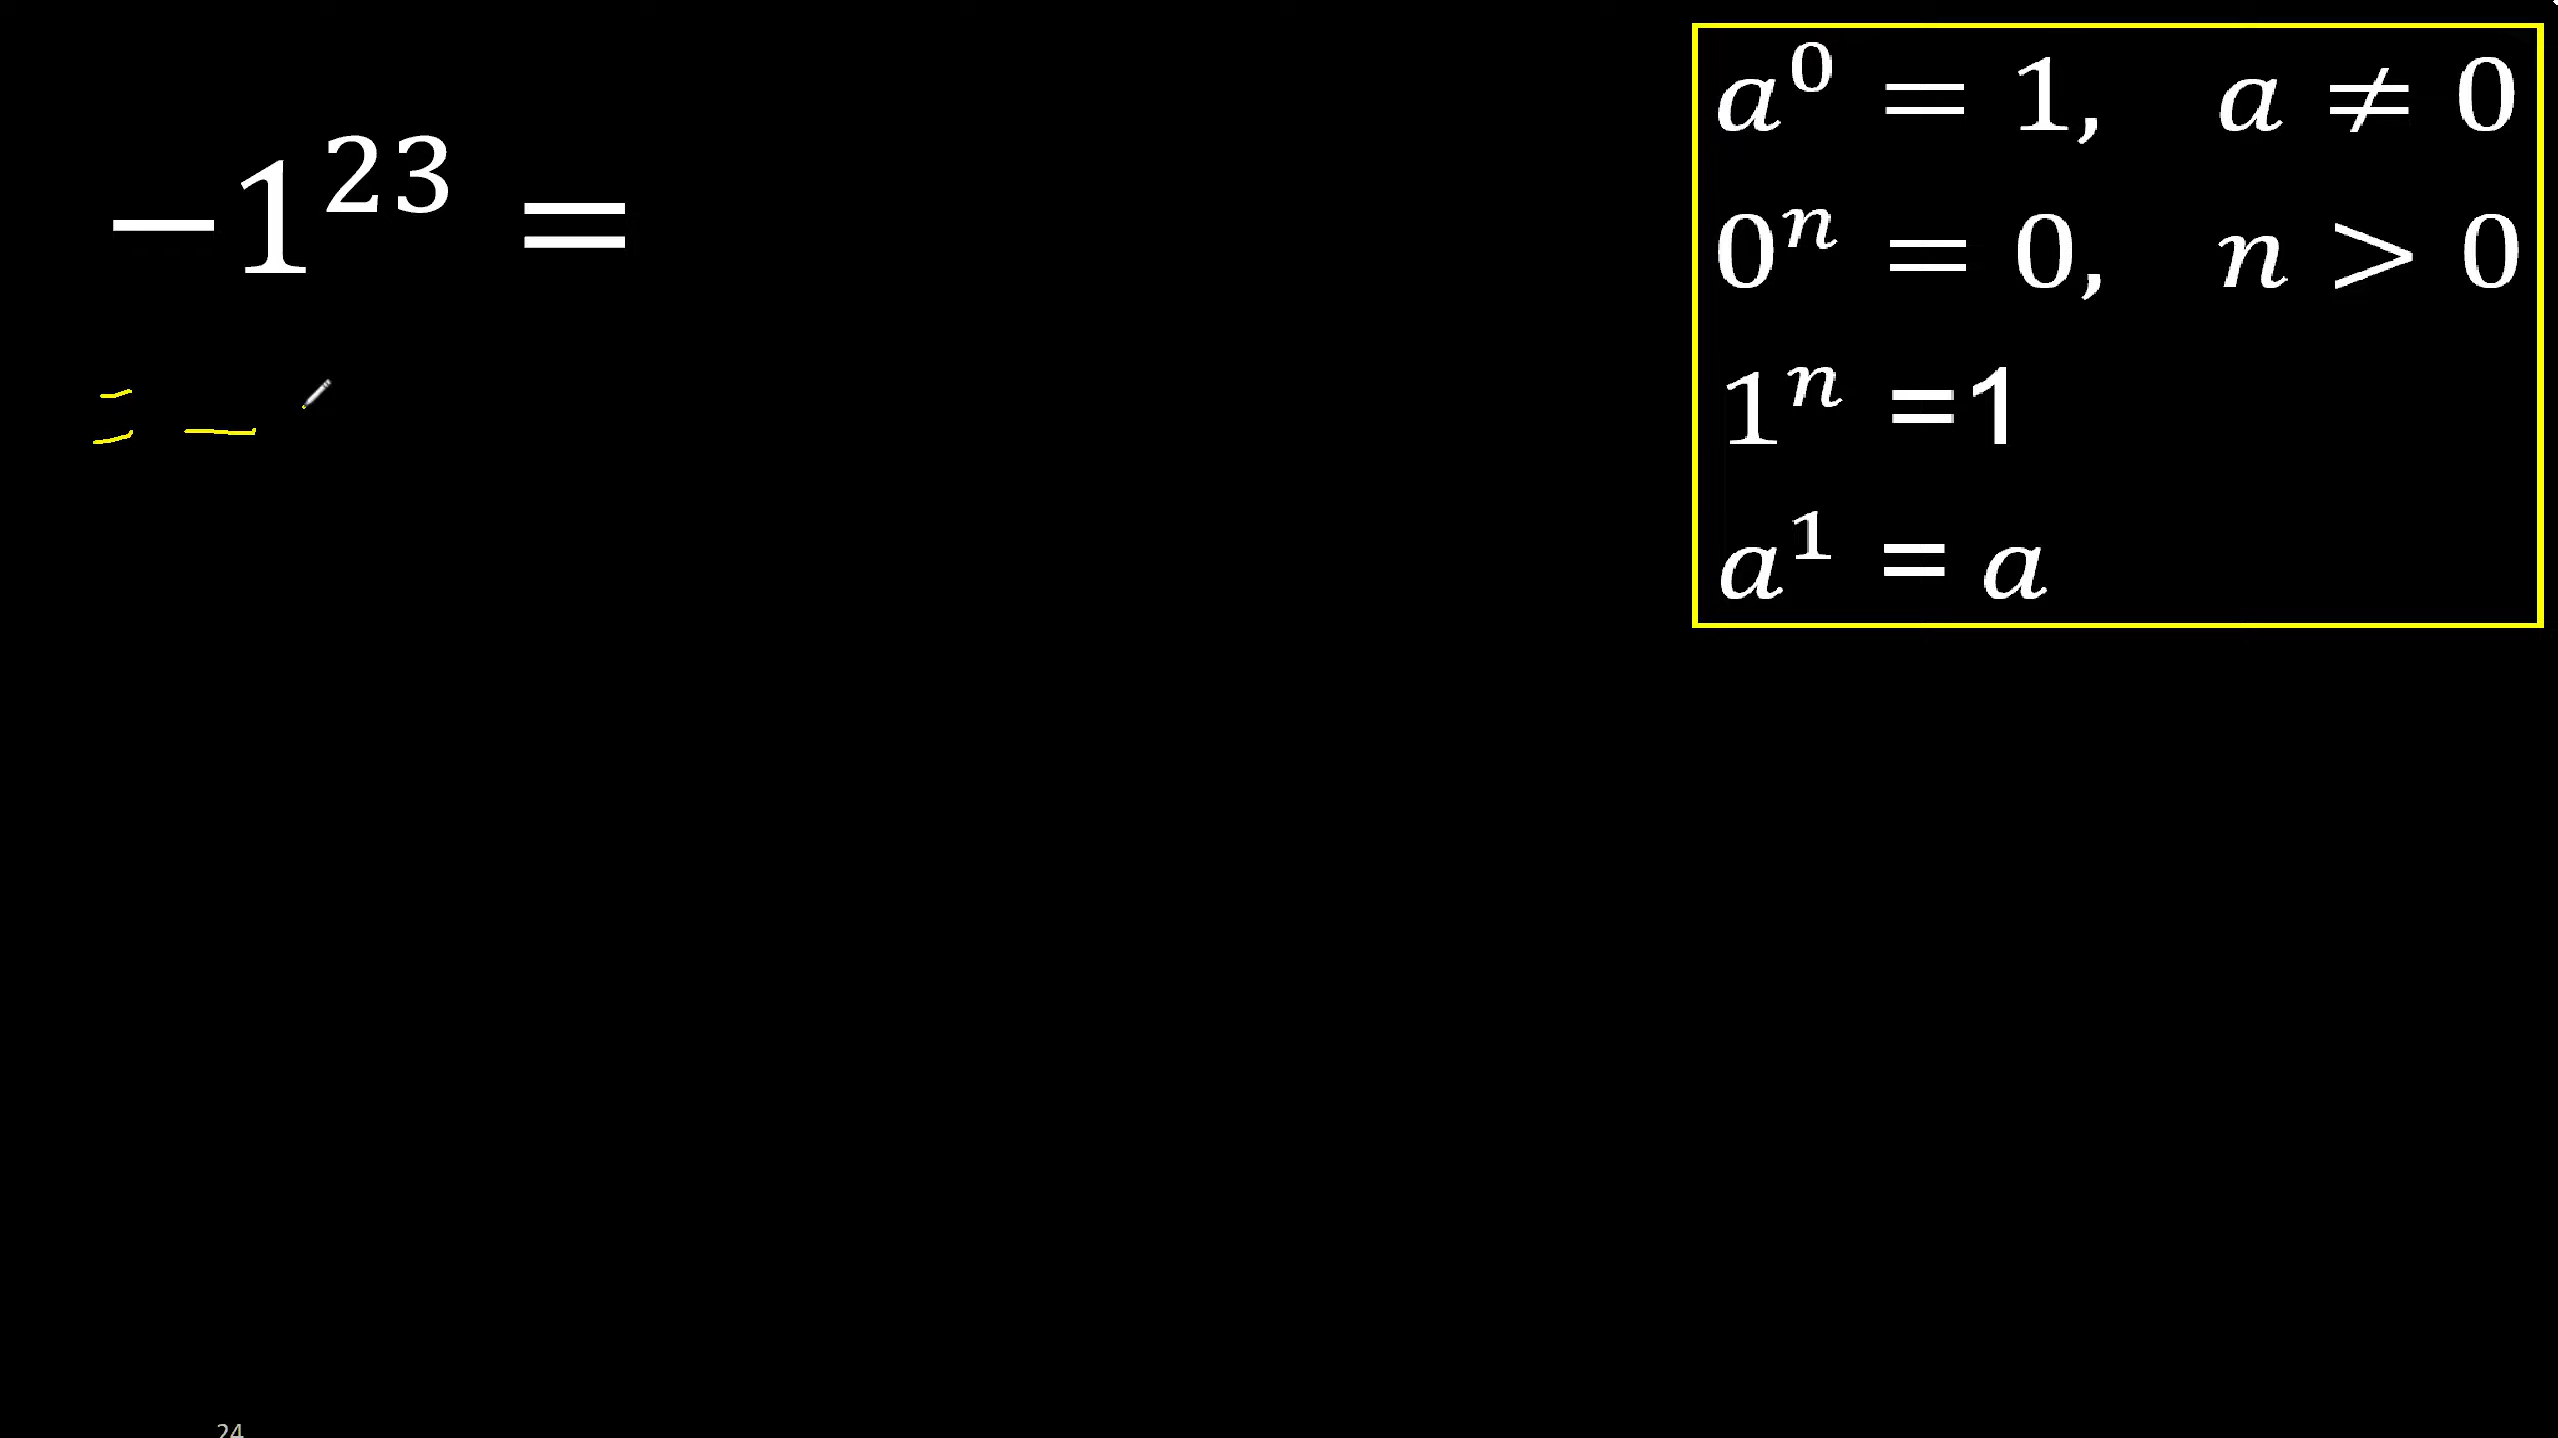 −1²³ =
= −
a⁰ = 1, a ≠ 0
0ⁿ = 0, n > 0
1ⁿ =1
a¹ = a
24